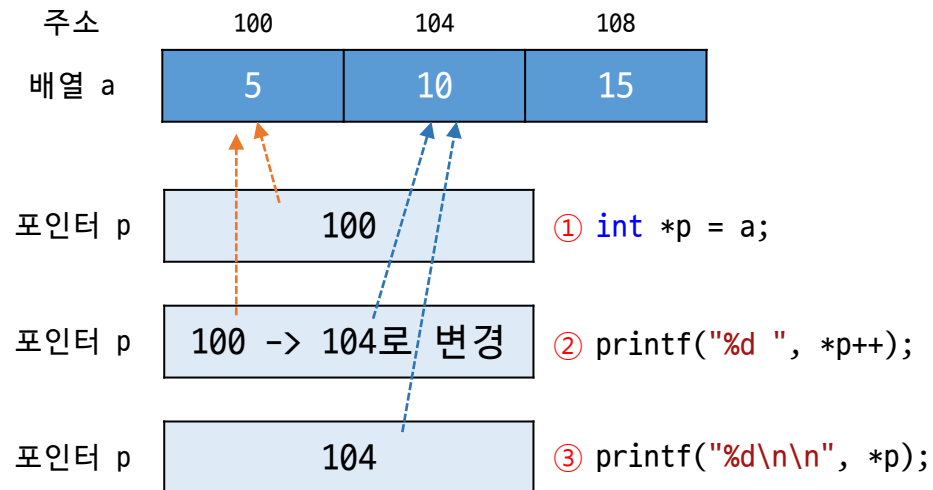 주소 100 104 108
배열 a 5 10 15
포인터 p 100 ① int *p = a;
포인터 p 100 -> 104로 변경 ② printf("%d ", *p++);
포인터 p 104 ③ printf("%d\n\n", *p);